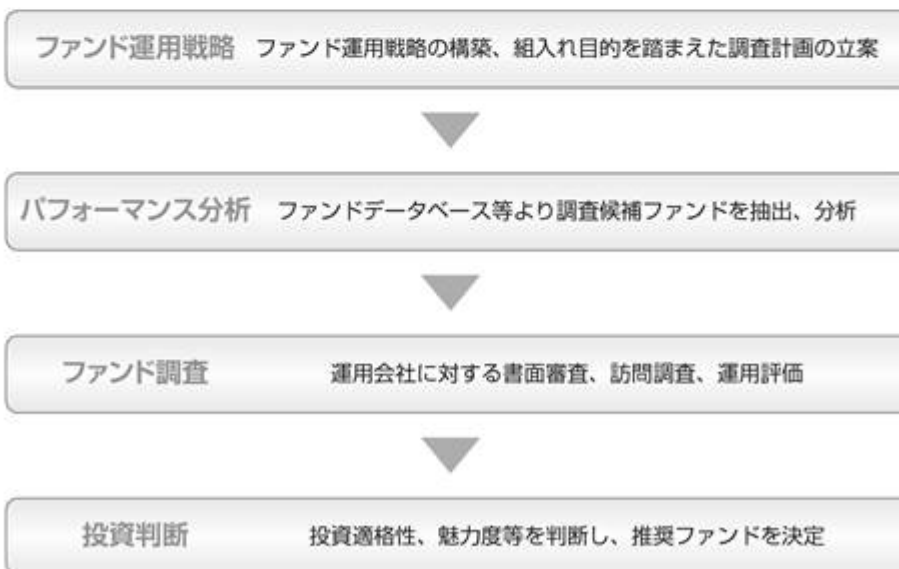 ファンド運用戦略 ファンド運用戦略の構築、組入れ目的を踏まえた調査計画の立案
パフォーマンス分析 ファンドデータベース等より調査候補ファンドを抽出、分析
ファンド調査 運用会社に対する書面審査、訪問調査、運用評価
投資判断 投資適格性、魅力度等を判断し、推奨ファンドを決定